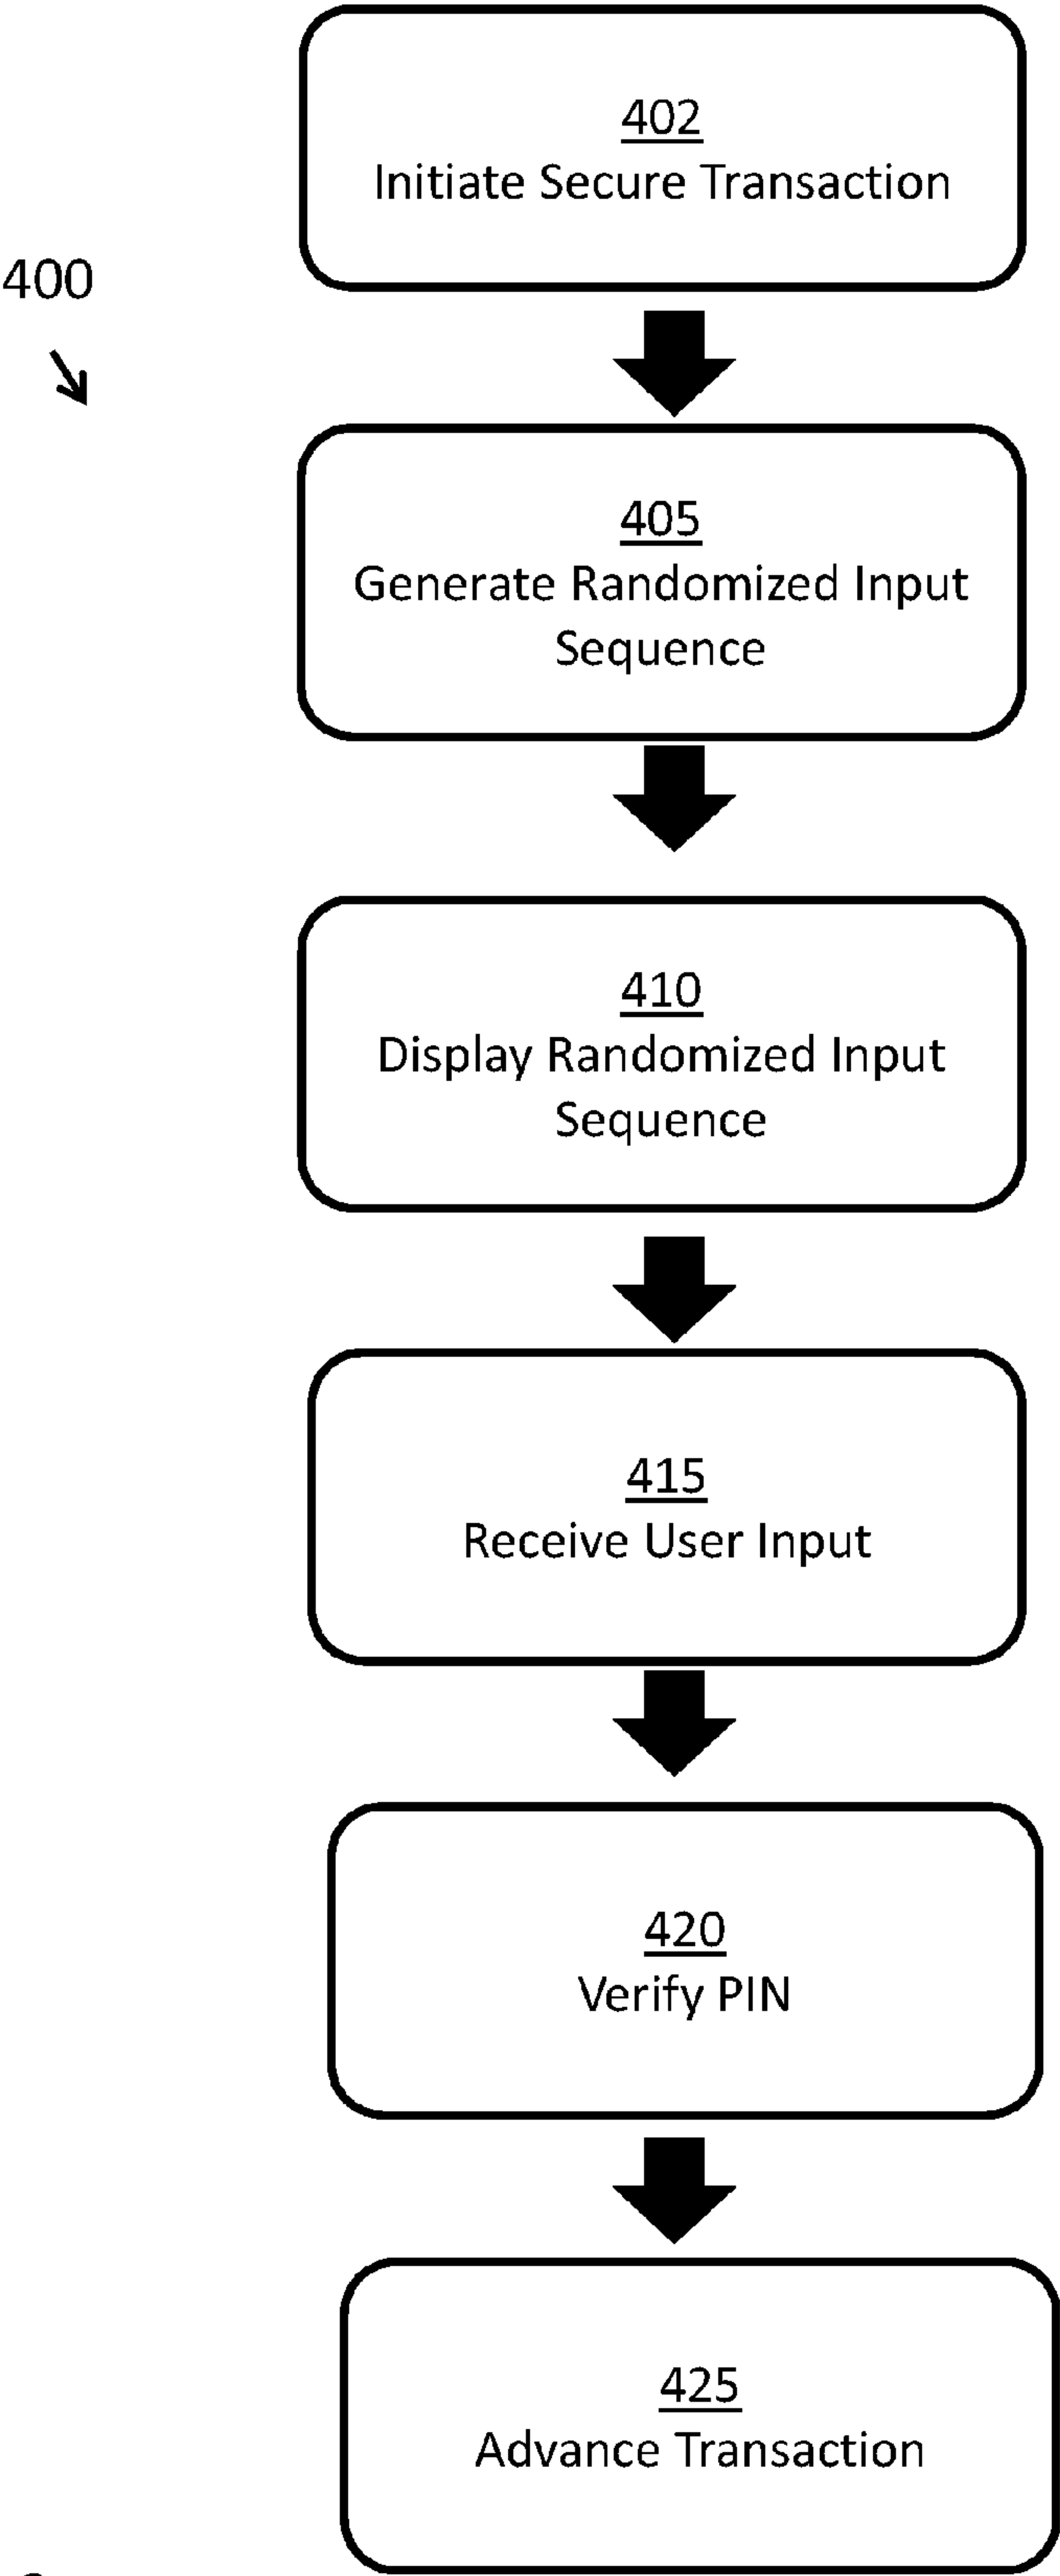 402
Initiate Secure Transaction
400
405
Generate Randomized Input
Sequence
410
Display Randomized Input
Sequence
415
Receive User Input
420
Verify PIN
425
Advance Transaction